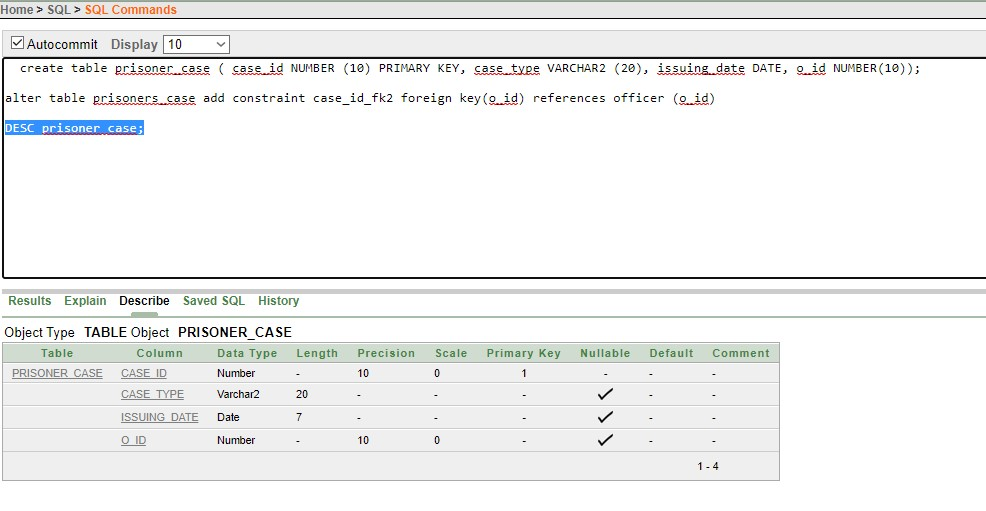 Home > SQL > SQL Commands
Autocommit Display 10
create table prisoner_case ( case_id NUMBER (10) PRIMARY KEY, case_type VARCHAR2 (20), issuing_date DATE, o_id NUMBER(10));
alter table prisoners_case add constraint case_id_fk2 foreign key(o_id) references officer (o_id)
DESC prisoner_case;
Results Explain Describe Saved SQL History
Object Type TABLE Object PRISONER_CASE
Table Column Data Type Length Precision Scale Primary Key Nullable Default Comment
PRISONER_CASE CASE_ID Number - 10 0 1 - - -
CASE_TYPE Varchar2 20 - - - ✓ - -
ISSUING_DATE Date 7 - - - ✓ - -
O_ID Number - 10 0 - ✓ - -
1 - 4